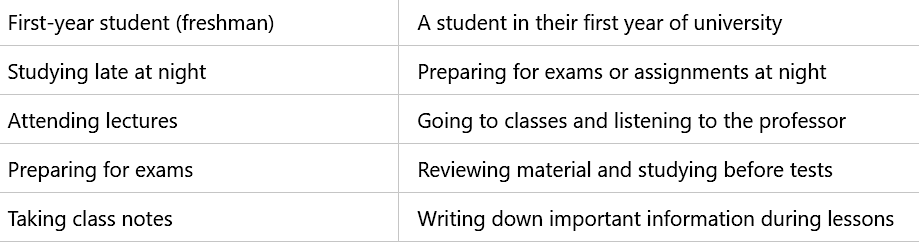 First-year student (freshman) A student in their first year of university
Studying late at night Preparing for exams or assignments at night
Attending lectures Going to classes and listening to the professor
Preparing for exams Reviewing material and studying before tests
Taking class notes Writing down important information during lessons